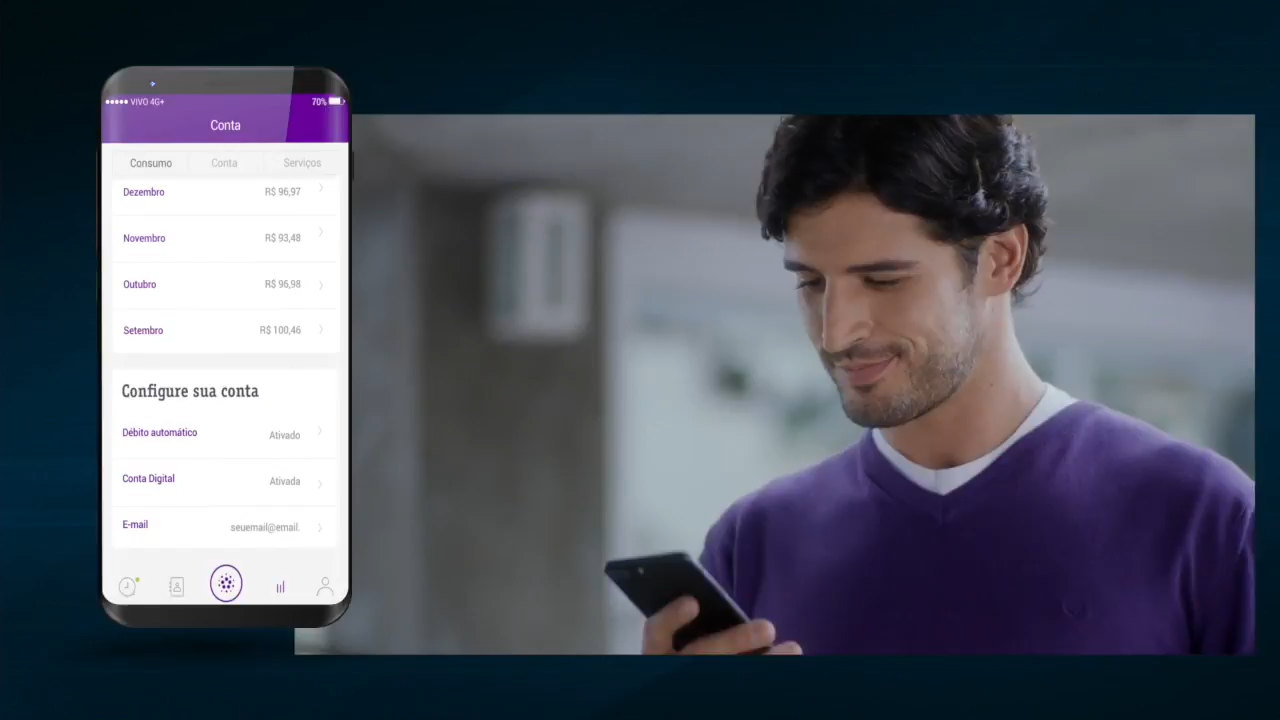 VIVO 4G+ 70%
Conta
Consumo Conta Serviços
Dezembro R$ 96,97
Novembro R$ 93,48
Outubro R$ 96,98
Setembro R$ 100,46
Configure sua conta
Débito automático Ativado
Conta Digital Ativada
E-mail seuemail@email.